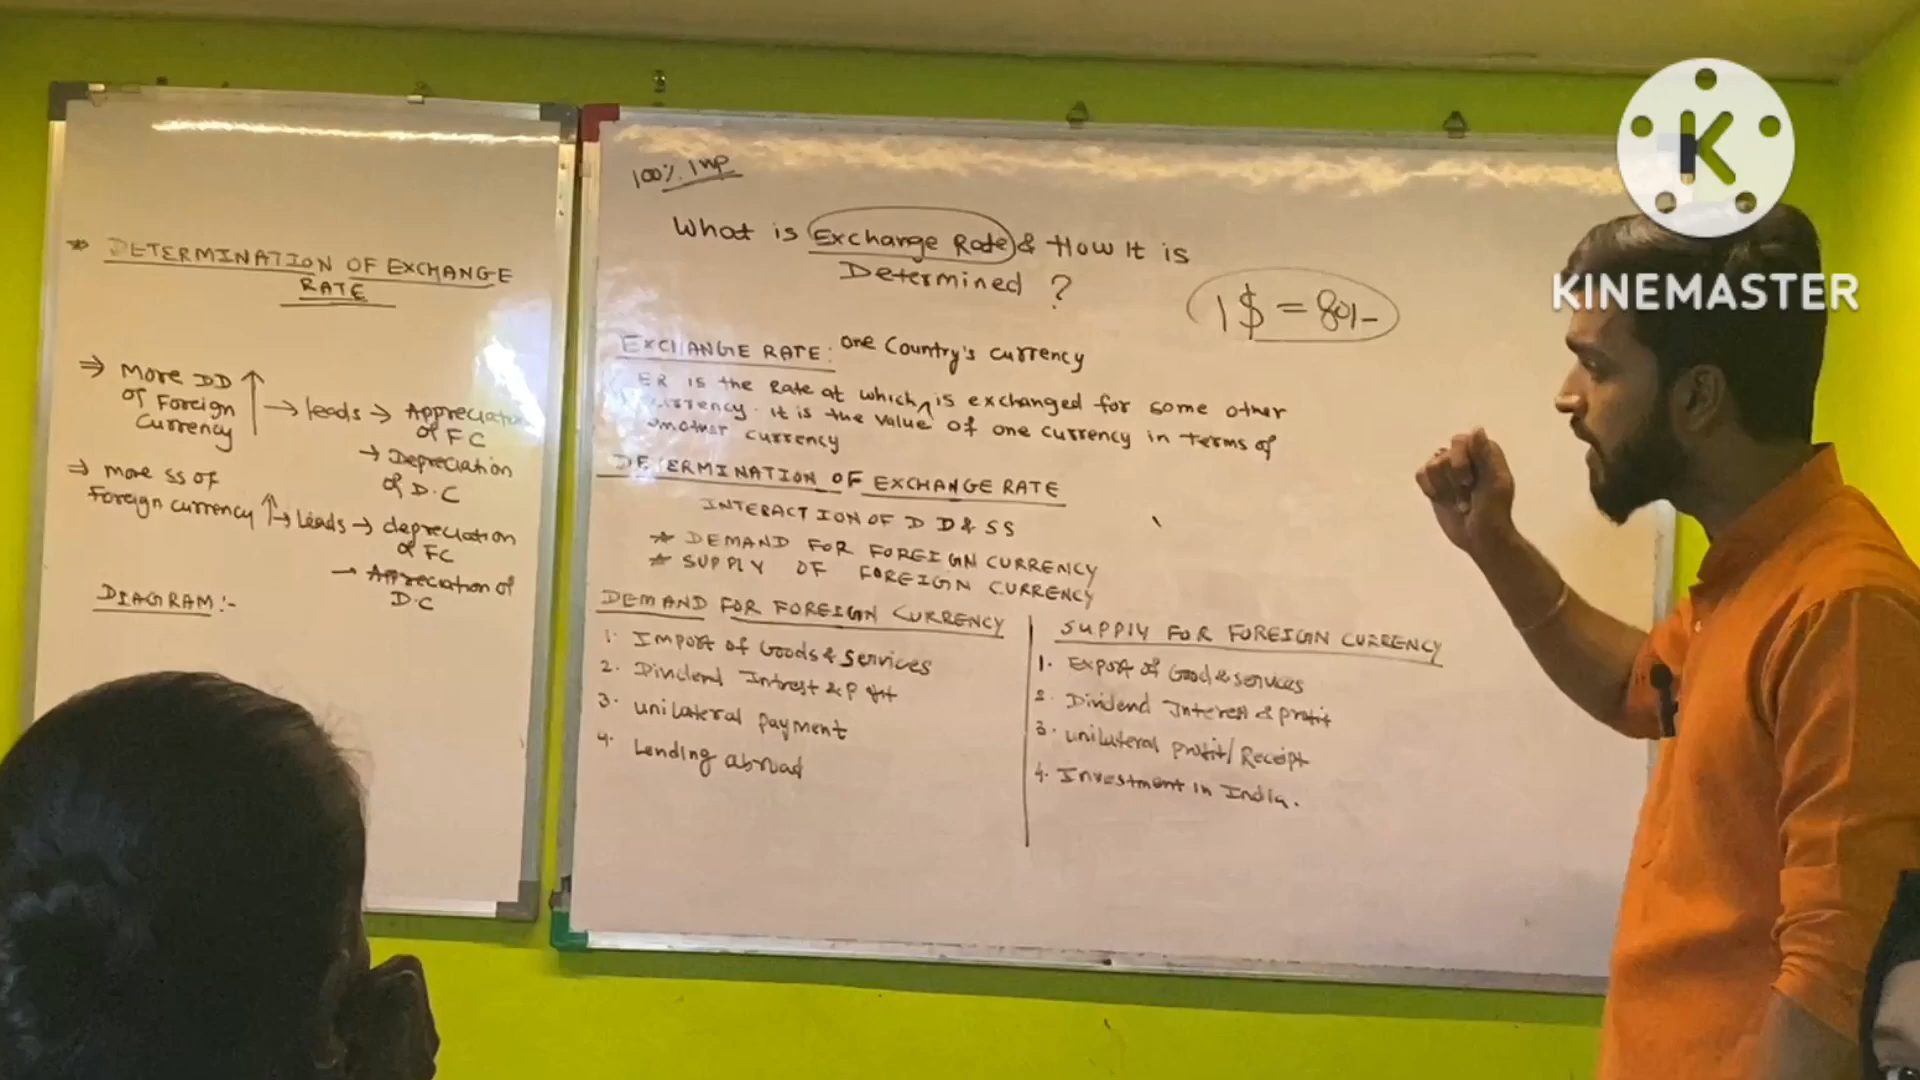 * DETERMINATION OF EXCHANGE
RATE
⇒ More DD
of Foreign
Currency ↑ → leads → Appreciation
of FC
→ Depreciation
of D.C
⇒ more SS of
Foreign currency ↑ → Leads → depreciation
of FC
→ Appreciation of
D.C
DIAGRAM:-
100% Imp
What is Exchange Rate & How It is
Determined ?
1$ = 80/-
EXCHANGE RATE: one Country's currency
ER is the Rate at which ^ is exchanged for some other
currency. It is the value of one currency in terms of
another currency
DETERMINATION OF EXCHANGE RATE
INTERACTION OF DD & SS
* DEMAND FOR FOREIGN CURRENCY
* SUPPLY OF FOREIGN CURRENCY
DEMAND FOR FOREIGN CURRENCY
1. Import of Goods & Services
2. Dividend Intrest &
3. unilateral payment
4. Lending abroad
SUPPLY FOR FOREIGN CURRENCY
1. Export of Good & services
2. Dividend Interest & profit
3. unilateral profit/Receipt
4. Investment in India.
K
KINEMASTER